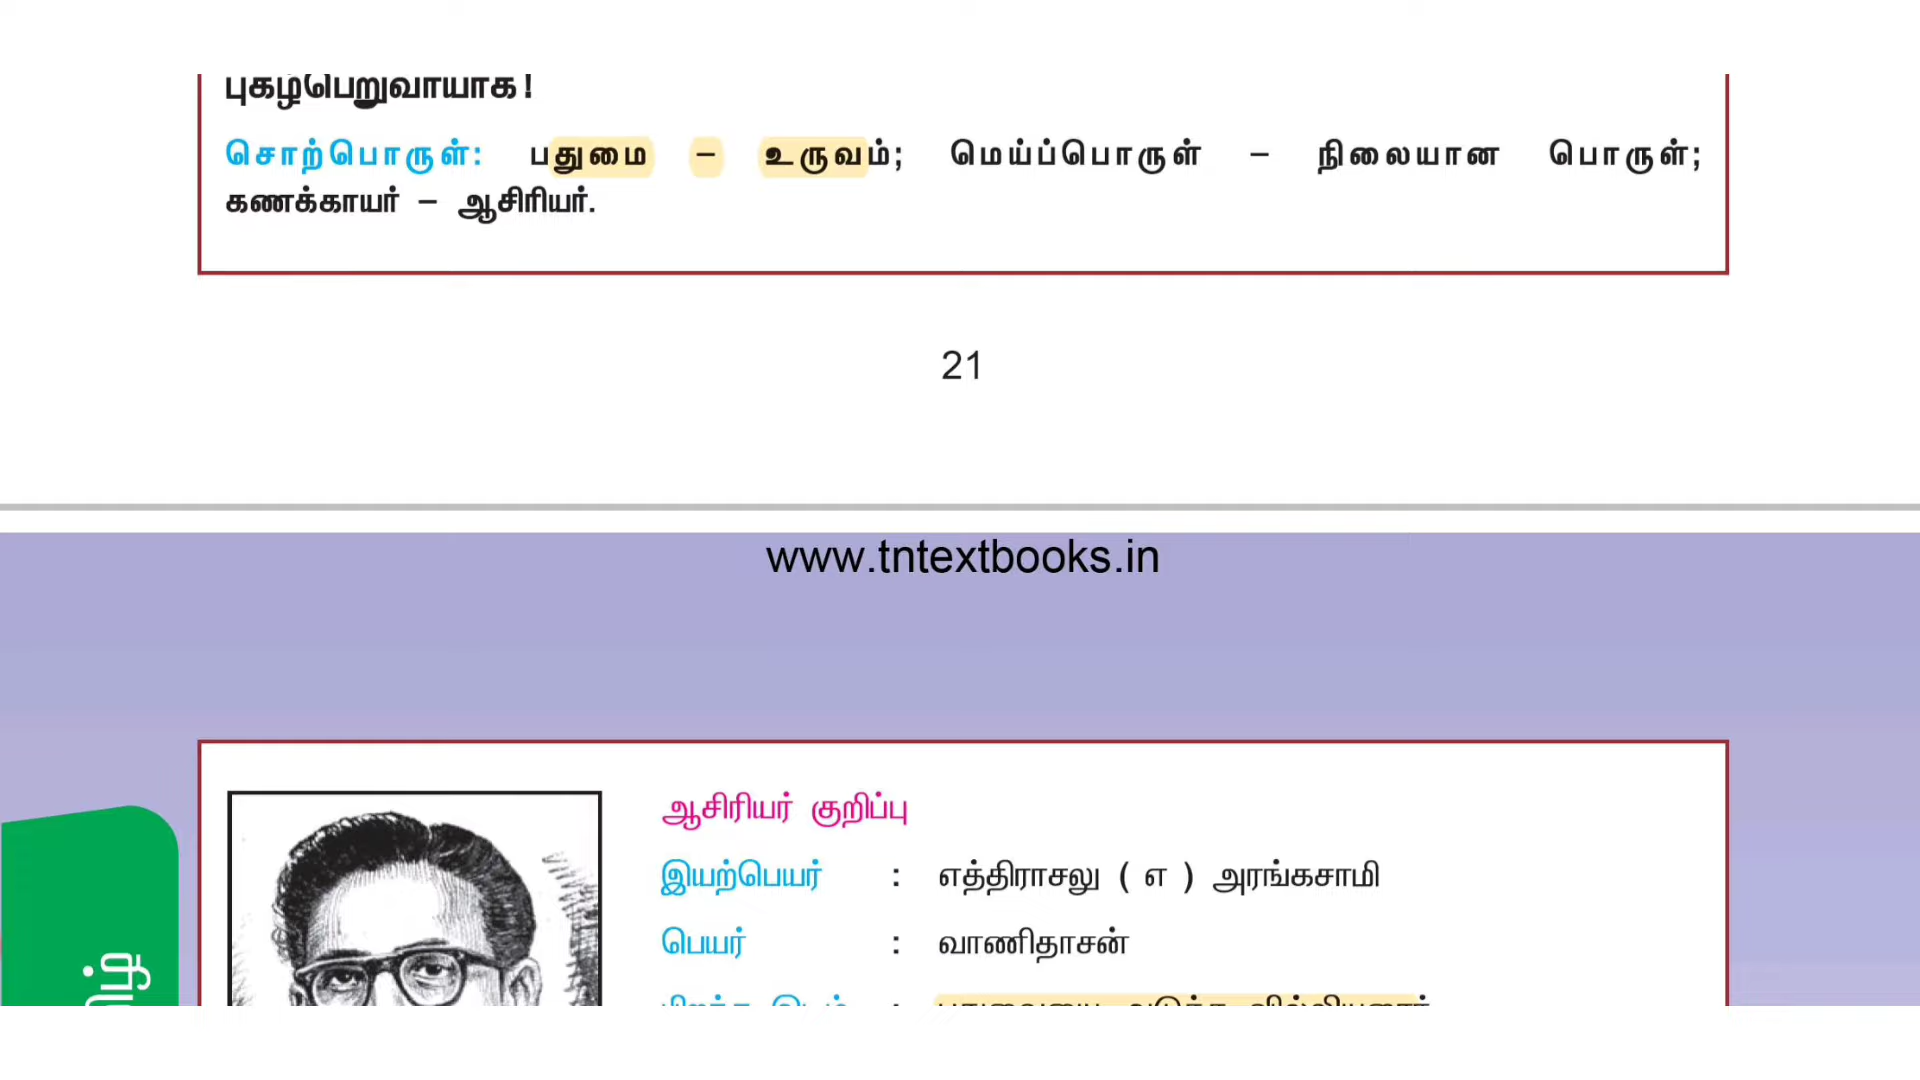 புகழ்பெறுவாயாக!
சொற்பொருள்: பதுமை – உருவம்; மெய்ப்பொருள் – நிலையான பொருள்;
கணக்காயர் – ஆசிரியர்.
21
www.tntextbooks.in
ஆசிரியர் குறிப்பு
இயற்பெயர் : எத்திராசலு ( எ ) அரங்கசாமி
பெயர் : வாணிதாசன்